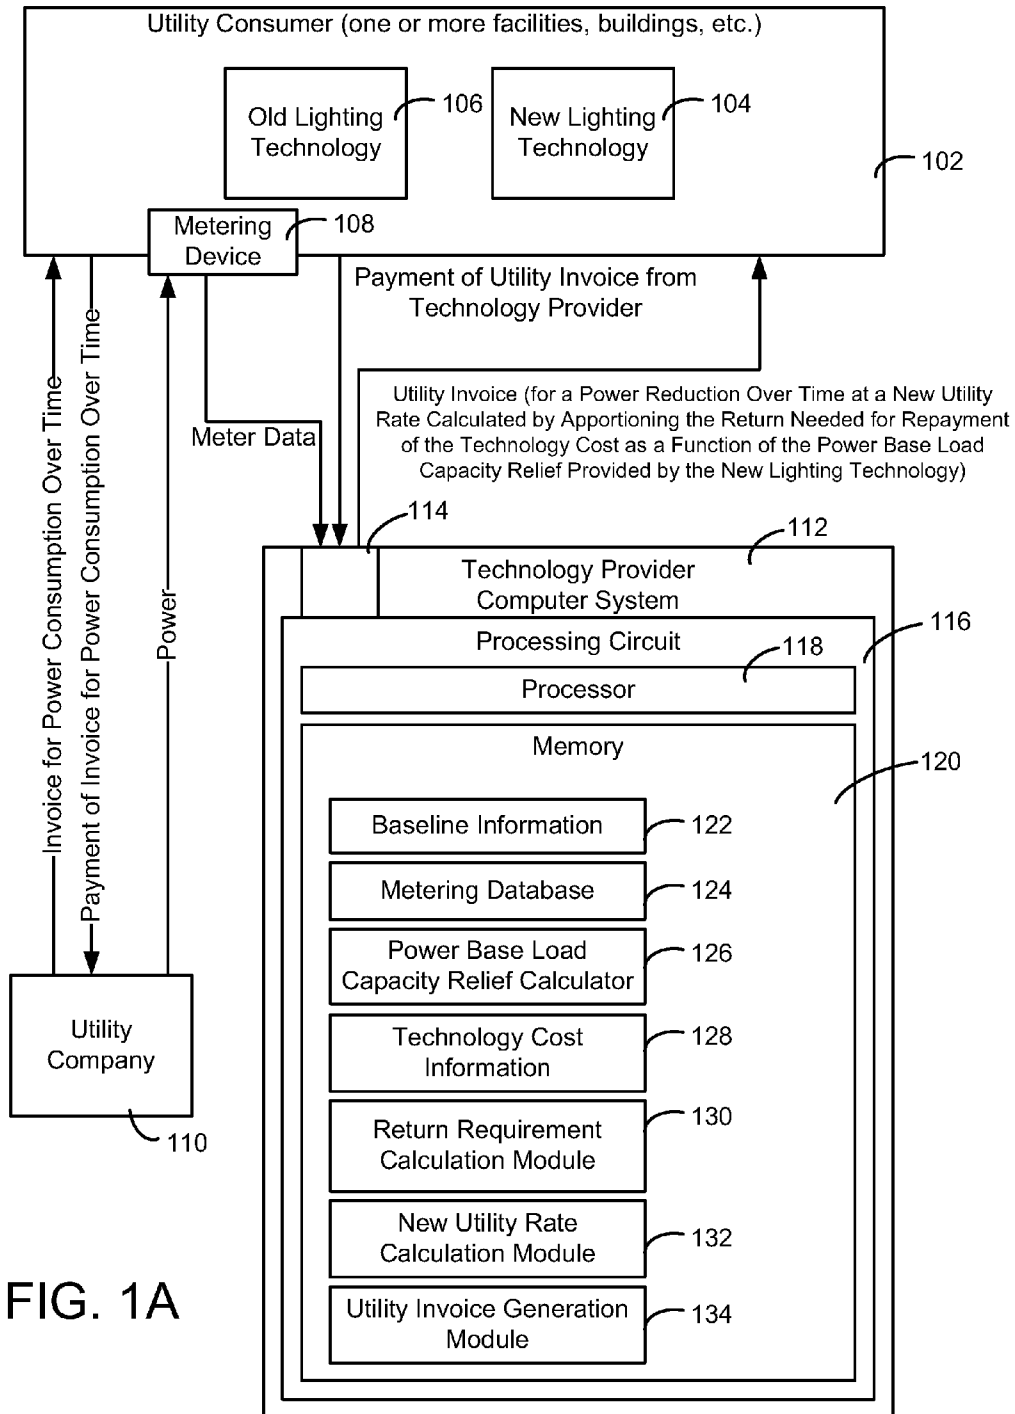 Utility Consumer (one or more facilities, buildings, etc.)
Old Lighting
Technology
106
New Lighting
Technology
104
102
Metering
Device
108
Payment of Utility Invoice from
Technology Provider
Invoice for Power Consumption Over Time
Payment of Invoice for Power Consumption Over Time
Power
Meter Data
Utility Invoice (for a Power Reduction Over Time at a New Utility
Rate Calculated by Apportioning the Return Needed for Repayment
of the Technology Cost as a Function of the Power Base Load
Capacity Relief Provided by the New Lighting Technology)
114
112
Technology Provider
Computer System
Processing Circuit
116
118
Processor
Memory
120
Baseline Information
122
Metering Database
124
Power Base Load
Capacity Relief Calculator
126
Technology Cost
Information
128
Return Requirement
Calculation Module
130
New Utility Rate
Calculation Module
132
Utility Invoice Generation
Module
134
Utility
Company
110
FIG. 1A